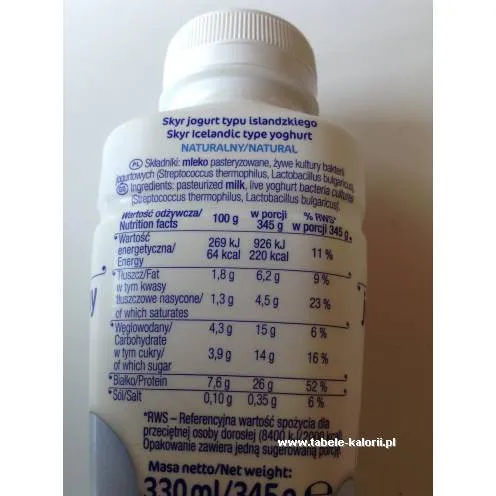 Skyr jogurt typu islandzkiego
Skyr Icelandic type yoghurt
NATURALNY/NATURAL
PL Składniki: mleko pasteryzowane, żywe kultury bakterii
jogurtowych (Streptococcus thermophilus, Lactobacillus bulgaricus).
GB Ingredients: pasteurized milk, live yoghurt bacteria cultures
(Streptococcus thermophilus, Lactobacillus bulgaricus).
Wartość odżywcza/ 100 g w porcji % RWS*
Nutrition facts 345 g w porcji 345 g
*Wartość 269 kJ 926 kJ 11 %
energetyczna/ 64 kcal 220 kcal
Energy
Tłuszcz/Fat 1,8 g 6,2 g 9 %
w tym kwasy
tłuszczowe nasycone/ 1,3 g 4,5 g 23 %
of which saturates
Węglowodany/ 4,3 g 15 g 6 %
Carbohydrate
w tym cukry/ 3,9 g 14 g 16 %
of which sugar
Białko/Protein 7,6 g 26 g 52 %
Sól/Salt 0,10 g 0,35 g 6 %
*RWS – Referencyjna wartość spożycia dla
przeciętnej osoby dorosłej (8400 kJ/2000 kcal)
Opakowanie zawiera jedną sugerowaną porcję.
www.tabele-kalorii.pl
Masa netto/Net weight:
330 ml/345 g e